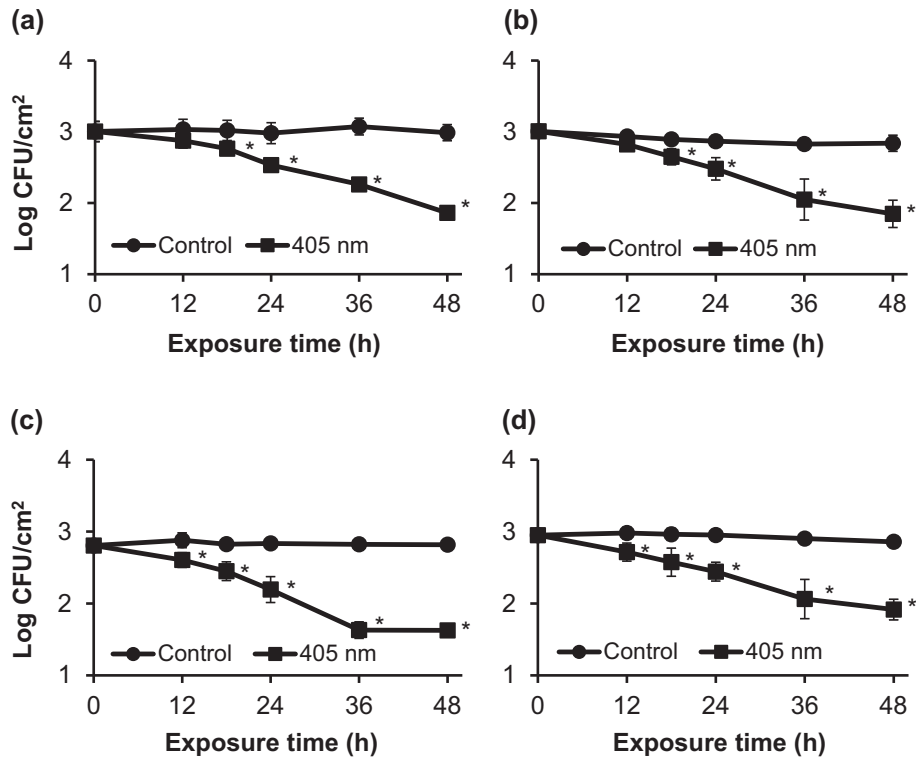 (a)
4
3
2
1
Log CFU/cm²
* * * *
Control 405 nm
0 12 24 36 48
Exposure time (h)
(b)
4
3
2
1
* * * *
Control 405 nm
0 12 24 36 48
Exposure time (h)
(c)
4
3
2
1
Log CFU/cm²
* * * * *
Control 405 nm
0 12 24 36 48
Exposure time (h)
(d)
4
3
2
1
* * * * *
Control 405 nm
0 12 24 36 48
Exposure time (h)